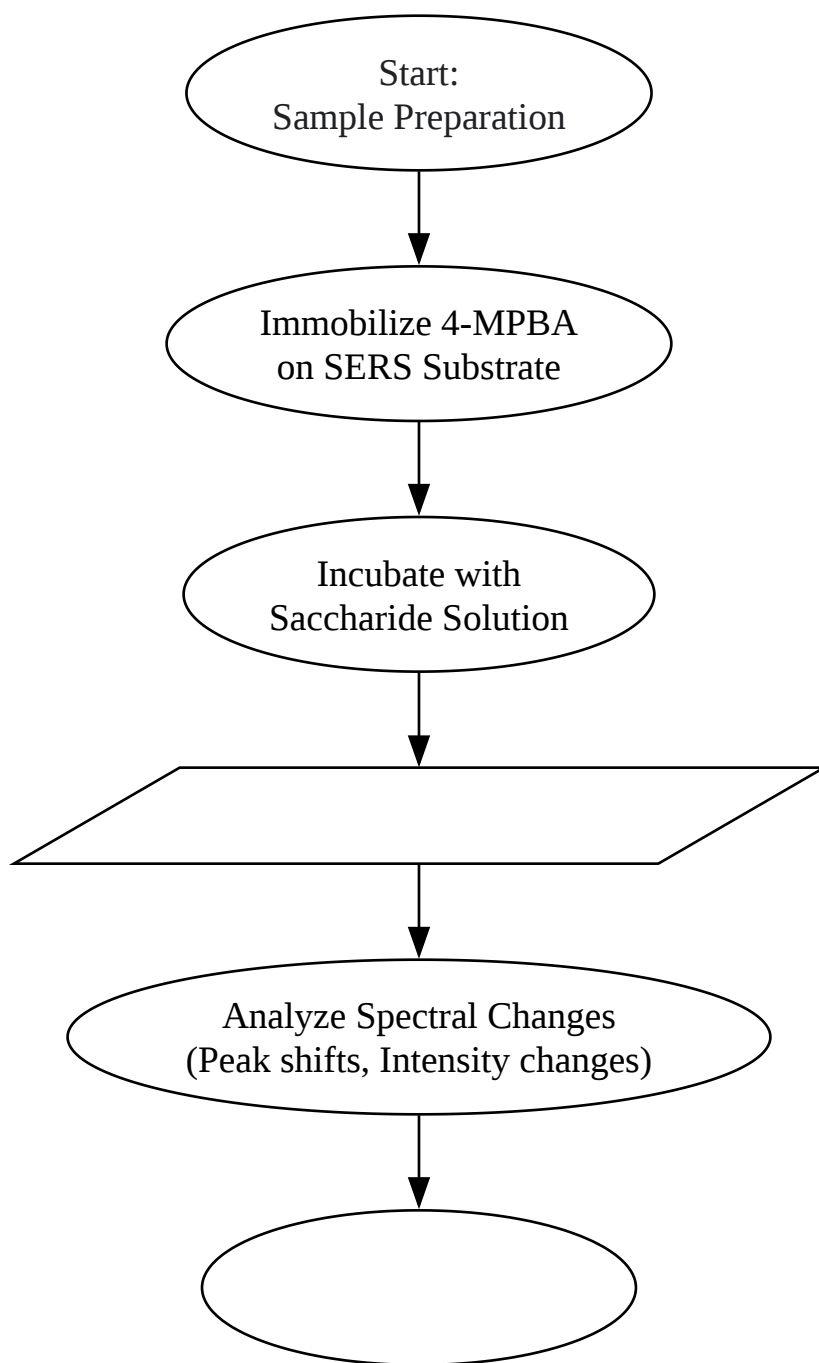 Start:
Sample Preparation
Immobilize 4-MPBA
on SERS Substrate
Incubate with
Saccharide Solution
Analyze Spectral Changes
(Peak shifts, Intensity changes)